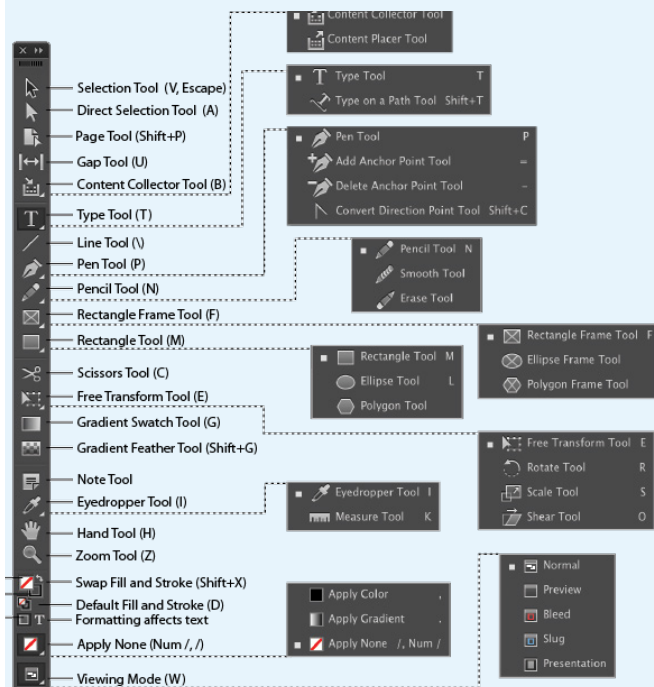 Content Collector Tool
Content Placer Tool
Selection Tool (V, Escape)
Direct Selection Tool (A)
Page Tool (Shift+P)
Gap Tool (U)
Content Collector Tool (B)
Type Tool (T)
Line Tool (\)
Pen Tool (P)
Pencil Tool (N)
Rectangle Frame Tool (F)
Rectangle Tool (M)
Scissors Tool (C)
Free Transform Tool (E)
Gradient Swatch Tool (G)
Gradient Feather Tool (Shift+G)
Note Tool
Eyedropper Tool (I)
Hand Tool (H)
Zoom Tool (Z)
Swap Fill and Stroke (Shift+X)
Default Fill and Stroke (D)
Formatting affects text
Apply None (Num /, /)
Viewing Mode (W)
Type Tool T
Type on a Path Tool Shift+T
Pen Tool P
Add Anchor Point Tool =
Delete Anchor Point Tool -
Convert Direction Point Tool Shift+C
Pencil Tool N
Smooth Tool
Erase Tool
Rectangle Frame Tool F
Ellipse Frame Tool
Polygon Frame Tool
Rectangle Tool M
Ellipse Tool L
Polygon Tool
Free Transform Tool E
Rotate Tool R
Scale Tool S
Shear Tool O
Eyedropper Tool I
Measure Tool K
Normal
Preview
Bleed
Slug
Presentation
Apply Color ,
Apply Gradient .
Apply None /, Num /